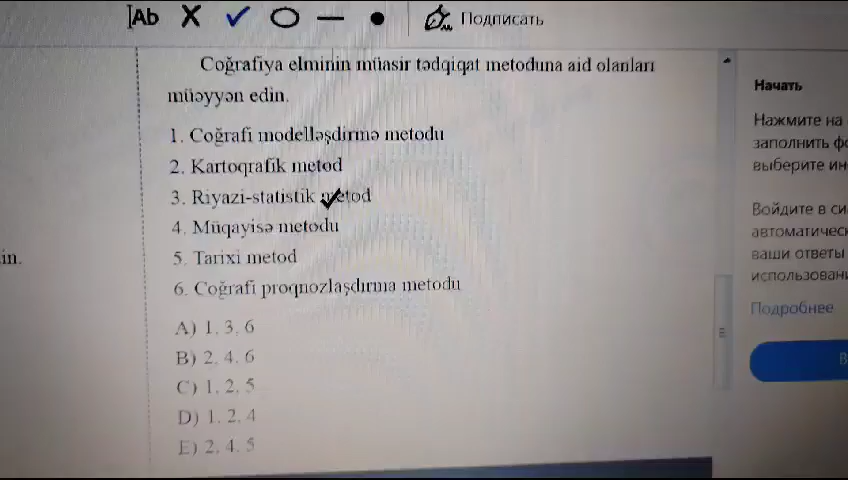 Ab
Подписать
Coğrafiya elminin müasir tədqiqat metoduna aid olanları
müəyyən edin.
1. Coğrafi modelləşdirmə metodu
2. Kartoqrafik metod
3. Riyazi-statistik metod
4. Müqayisə metodu
5. Tarixi metod
6. Coğrafi proqnozlaşdırma metodu
A) 1, 3, 6
B) 2, 4, 6
C) 1, 2, 5
D) 1, 2, 4
E) 2, 4, 5
in.
Начать
Нажмите на
заполнить фо
выберите ин
Войдите в си
автоматичес
ваши ответы
использовани
Подробнее
В